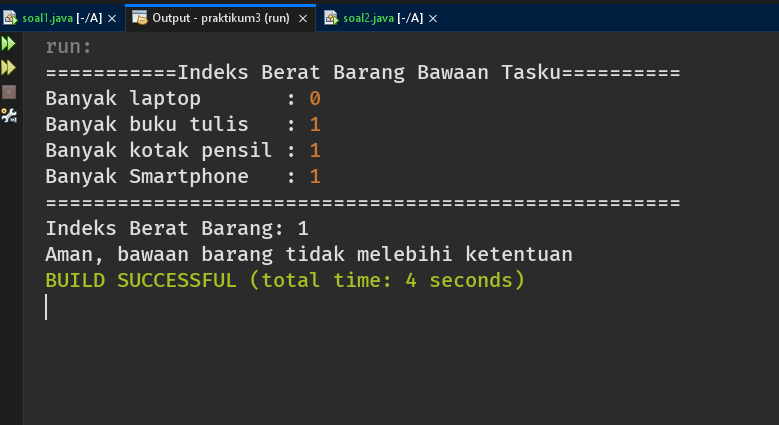 soal1.java [-/A] × Output - praktikum3 (run) × soal2.java [-/A] ×
run:
===========Indeks Berat Barang Bawaan Tasku==========
Banyak laptop       : 0
Banyak buku tulis   : 1
Banyak kotak pensil : 1
Banyak Smartphone   : 1
=====================================================
Indeks Berat Barang: 1
Aman, bawaan barang tidak melebihi ketentuan
BUILD SUCCESSFUL (total time: 4 seconds)